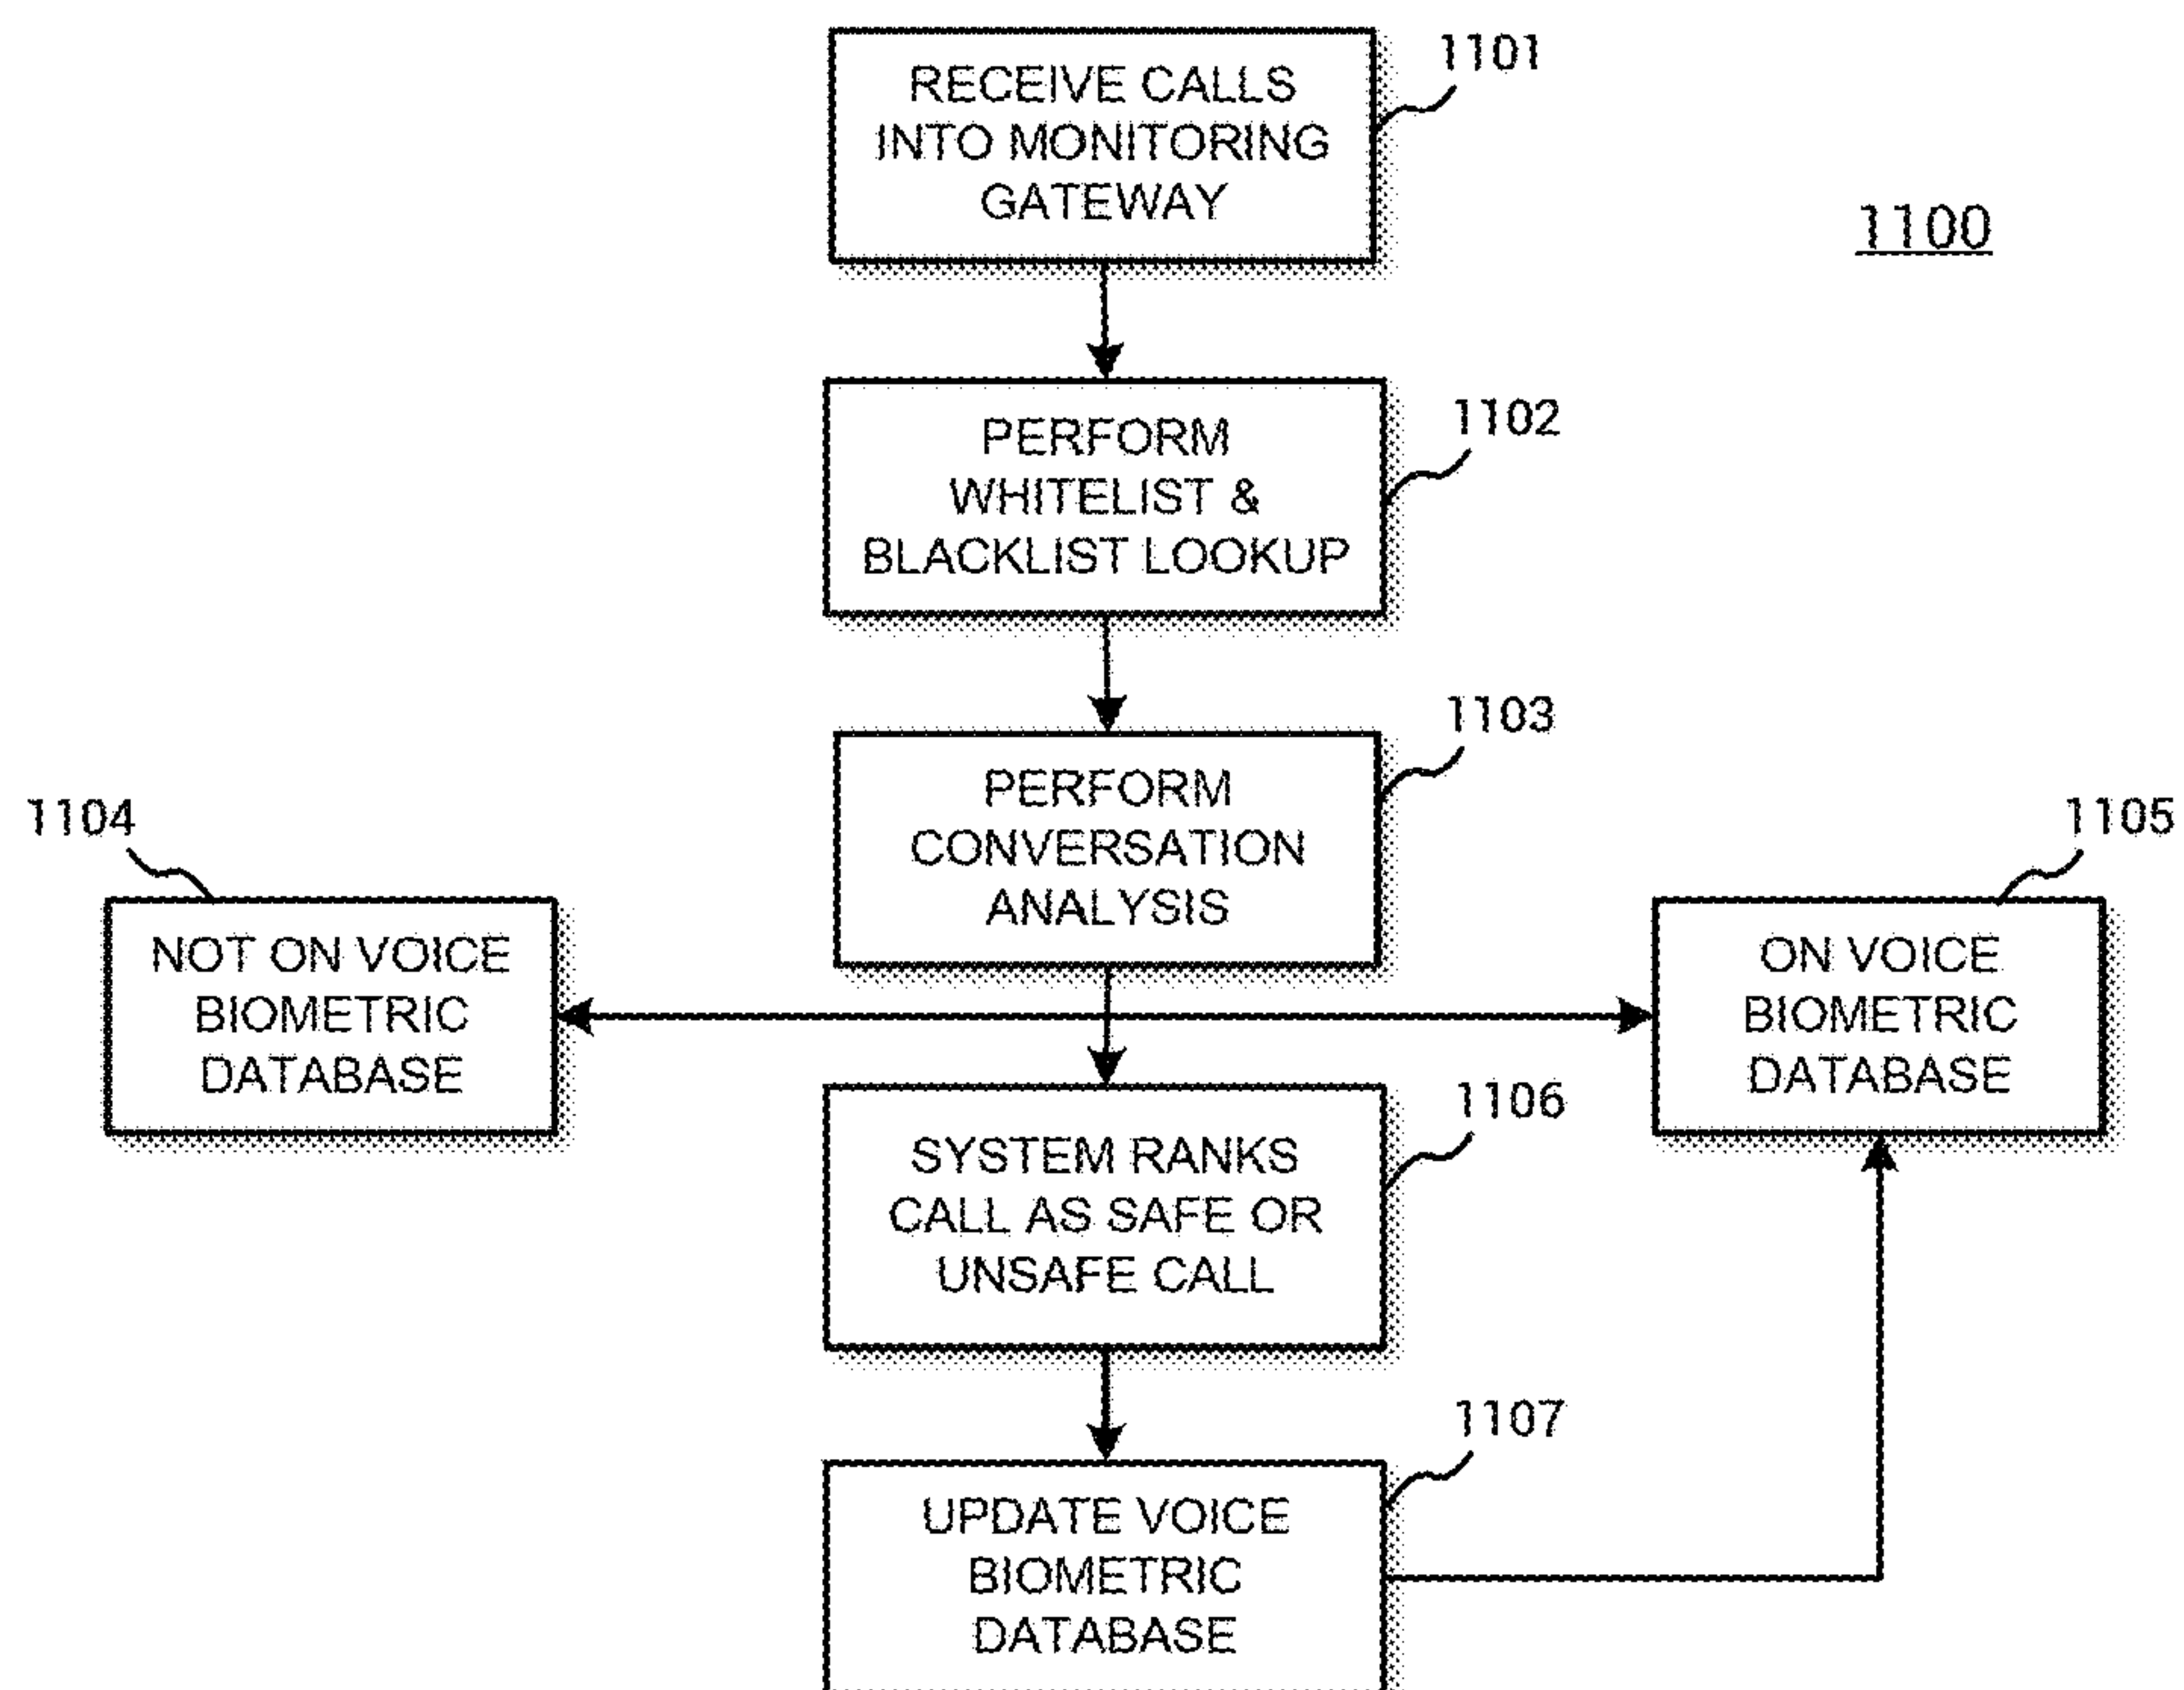 1101
RECEIVE CALLS
INTO MONITORING
GATEWAY
1100
1102
PERFORM
WHITELIST &
BLACKLIST LOOKUP
1103
PERFORM
CONVERSATION
ANALYSIS
1104
NOT ON VOICE
BIOMETRIC
DATABASE
1105
ON VOICE
BIOMETRIC
DATABASE
1106
SYSTEM RANKS
CALL AS SAFE OR
UNSAFE CALL
1107
UPDATE VOICE
BIOMETRIC
DATABASE